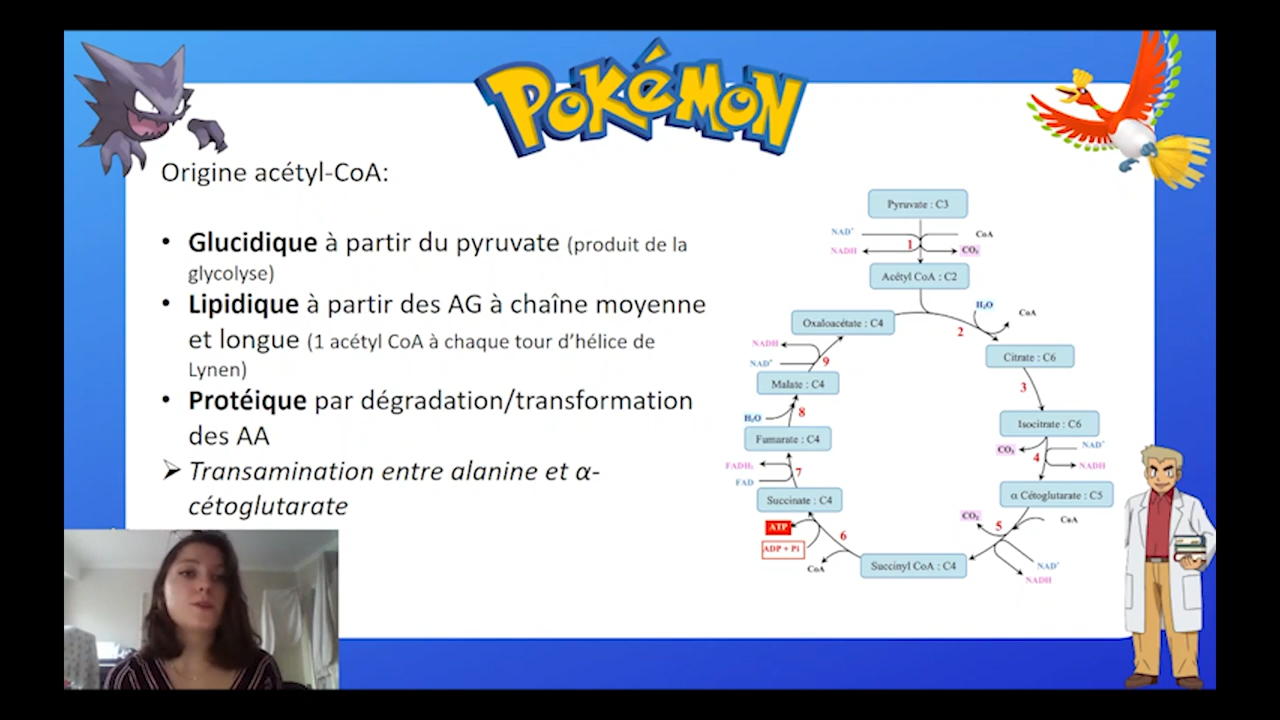 POKéMON
Origine acétyl-CoA:
• Glucidique à partir du pyruvate (produit de la
glycolyse)
• Lipidique à partir des AG à chaîne moyenne
et longue (1 acétyl CoA à chaque tour d'hélice de
Lynen)
• Protéique par dégradation/transformation
des AA
➢ Transamination entre alanine et α-
cétoglutarate
Pyruvate : C3
NAD⁺
CoA
NADH
1
CO₂
Acétyl CoA : C2
H₂O
CoA
Oxaloacétate : C4
2
NADH
Citrate : C6
NAD⁺
9
Malate : C4
3
H₂O
8
Isocitrate : C6
Fumarate : C4
CO₂
NAD⁺
4
NADH
FADH₂
7
FAD
α Cétoglutarate : C5
Succinate : C4
CO₂
CoA
5
ATP
6
ADP + Pi
CoA
Succinyl CoA : C4
NAD⁺
NADH